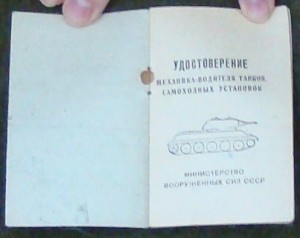 УДОСТОВЕРЕНИЕ
МЕХАНИКА-ВОДИТЕЛЯ ТАНКОВ,
САМОХОДНЫХ УСТАНОВОК
МИНИСТЕРСТВО
ВООРУЖЕННЫХ СИЛ СССР